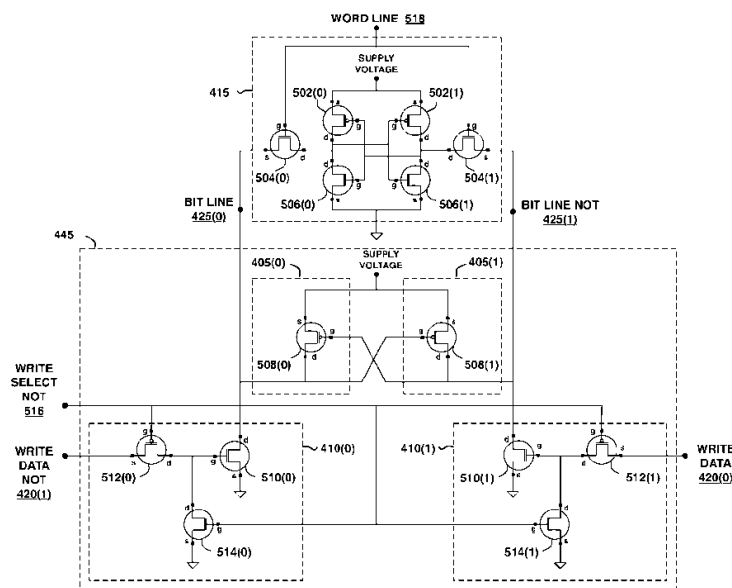 WORD LINE 518
SUPPLY
VOLTAGE
415
502(0)
502(1)
s
s
g
g
d
d
g
g
s
d
d
s
504(0)
504(1)
d
d
g
g
s
s
506(0)
506(1)
BIT LINE
425(0)
BIT LINE NOT
425(1)
445
405(0)
SUPPLY
VOLTAGE
405(1)
s
s
g
g
d
d
508(0)
508(1)
WRITE
SELECT
NOT
516
WRITE
DATA
NOT
420(1)
g
s
d
512(0)
d
g
s
510(0)
410(0)
410(1)
d
g
s
510(1)
g
s
d
512(1)
WRITE
DATA
420(0)
d
g
s
514(0)
d
g
s
514(1)